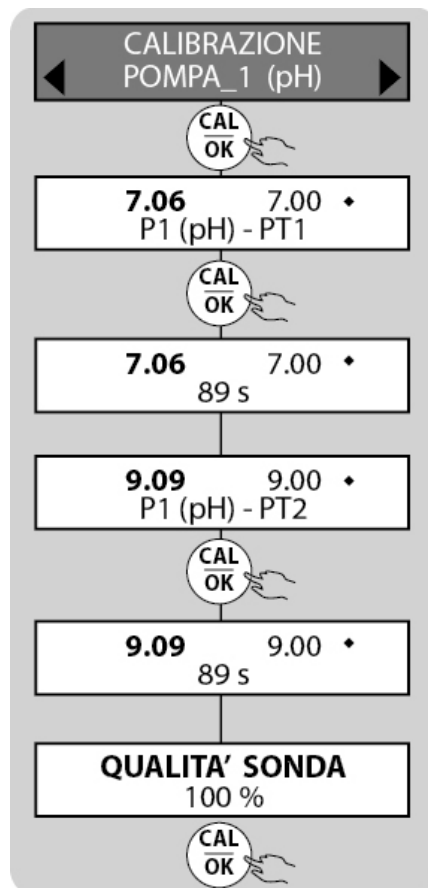 CALIBRAZIONE
POMPA_1 (pH)
CAL
OK
7.06 7.00
P1 (pH) - PT1
CAL
OK
7.06 7.00
89 s
9.09 9.00
P1 (pH) - PT2
CAL
OK
9.09 9.00
89 s
QUALITA’ SONDA
100 %
CAL
OK